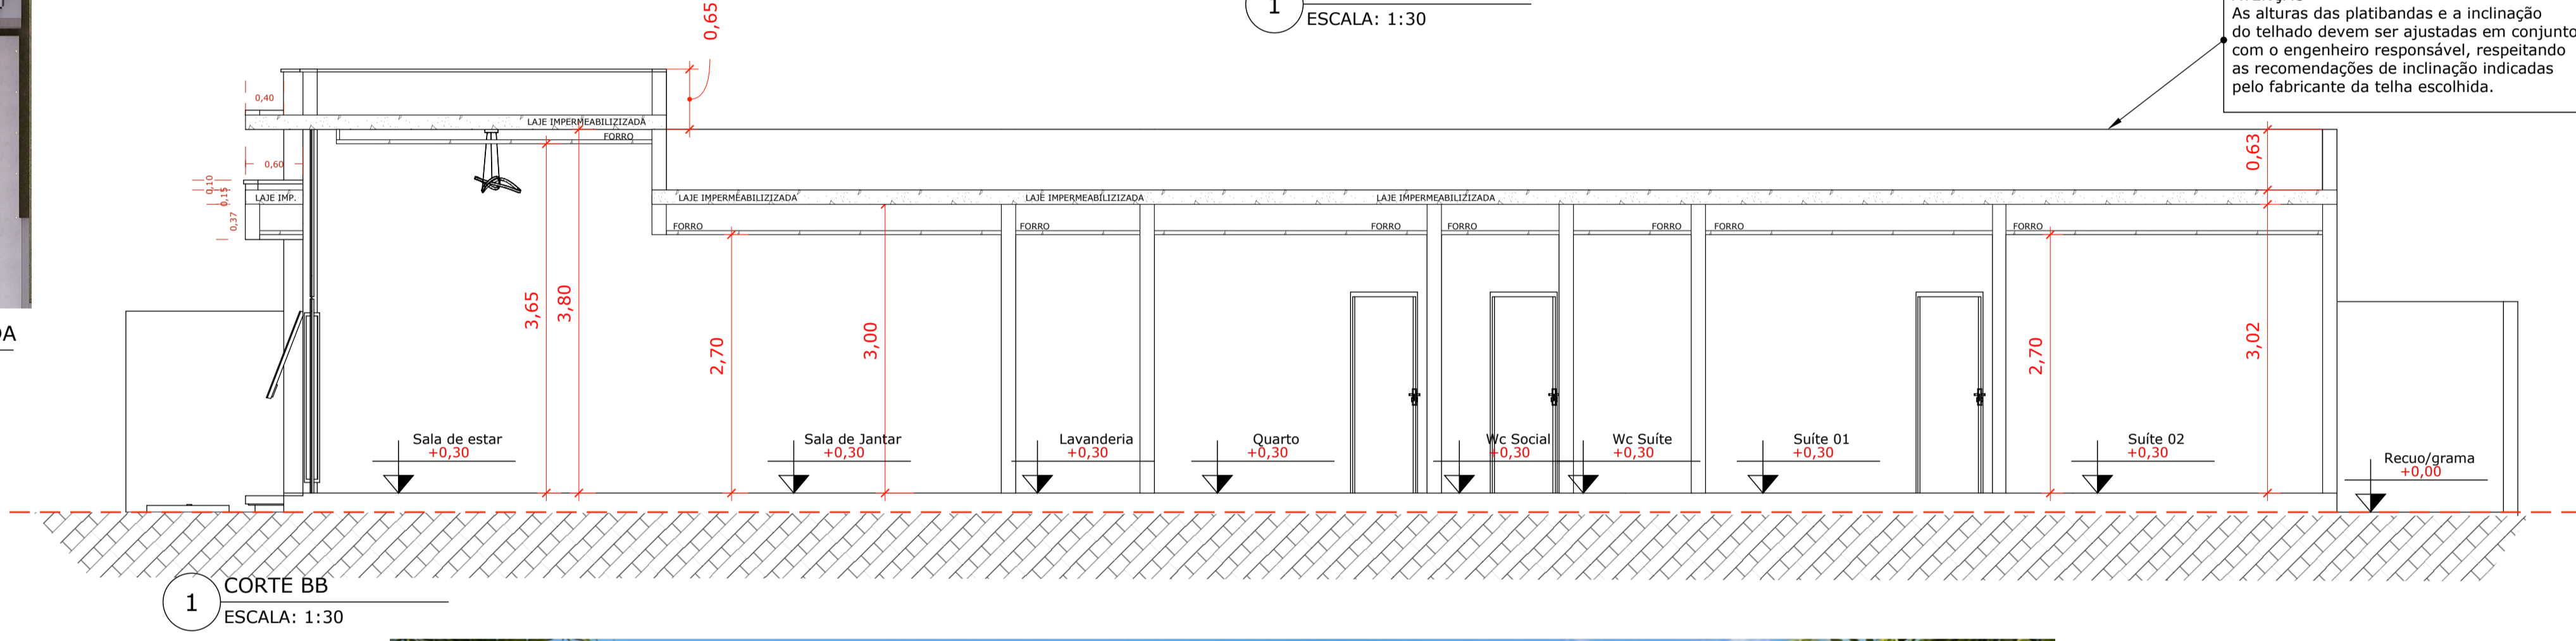 1
ESCALA: 1:30
As alturas das platibandas e a inclinação
do telhado devem ser ajustadas em conjunto
com o engenheiro responsável, respeitando
as recomendações de inclinação indicadas
pelo fabricante da telha escolhida.
0,65
0,40
LAJE IMPERMEABILIZIZADA
FORRO
0,60
0,10
0,15
0,37
LAJE IMP.
0,63
LAJE IMPERMEABILIZIZADA
LAJE IMPERMEABILIZIZADA
LAJE IMPERMEABILIZIZADA
FORRO
FORRO
FORRO
FORRO
FORRO
FORRO
FORRO
3,65
3,80
2,70
3,00
2,70
3,02
Sala de estar
+0,30
Sala de Jantar
+0,30
Lavanderia
+0,30
Quarto
+0,30
Wc Social
+0,30
Wc Suíte
+0,30
Suíte 01
+0,30
Suíte 02
+0,30
Recuo/grama
+0,00
1
CORTE BB
ESCALA: 1:30